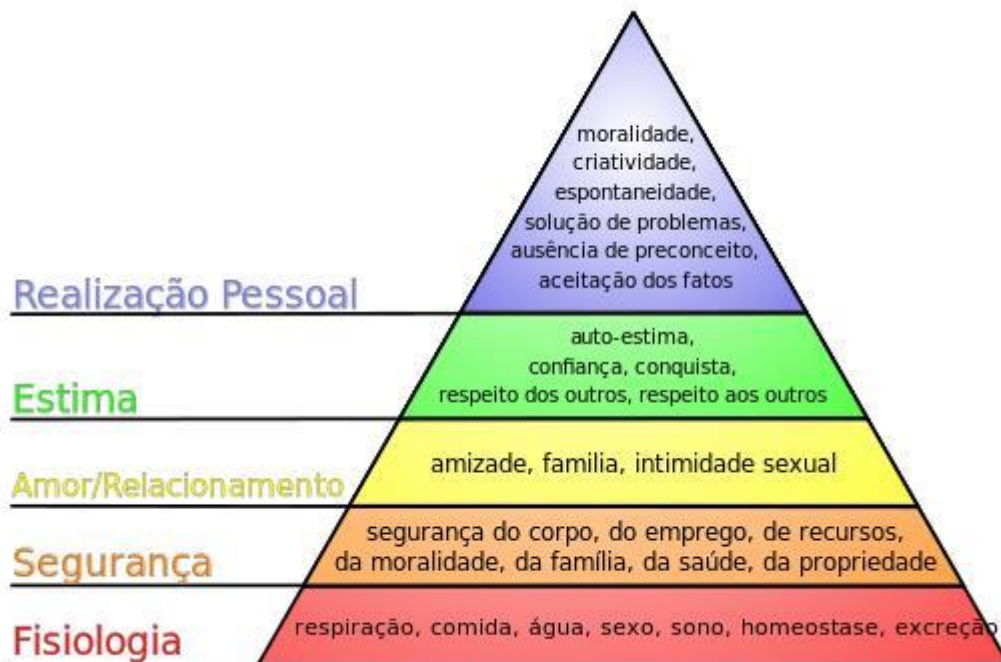 moralidade,
criatividade,
espontaneidade,
solução de problemas,
ausência de preconceito,
aceitação dos fatos
Realização Pessoal
auto-estima,
confiança, conquista,
respeito dos outros, respeito aos outros
Estima
amizade, familia, intimidade sexual
Amor/Relacionamento
segurança do corpo, do emprego, de recursos,
da moralidade, da família, da saúde, da propriedade
Segurança
respiração, comida, água, sexo, sono, homeostase, excreção
Fisiologia